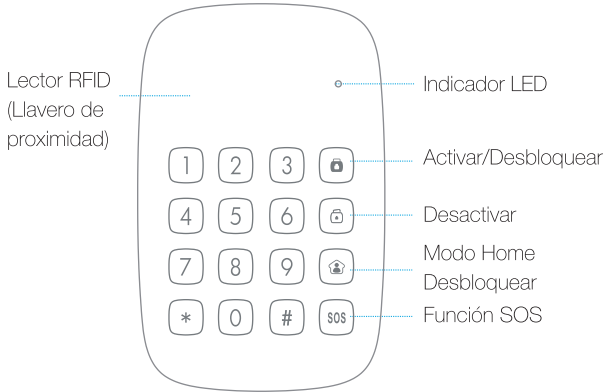 Lector RFID
(Llavero de
proximidad)
Indicador LED
1 2 3
Activar/Desbloquear
4 5 6
Desactivar
7 8 9
Modo Home
Desbloquear
* 0 # SOS
Función SOS